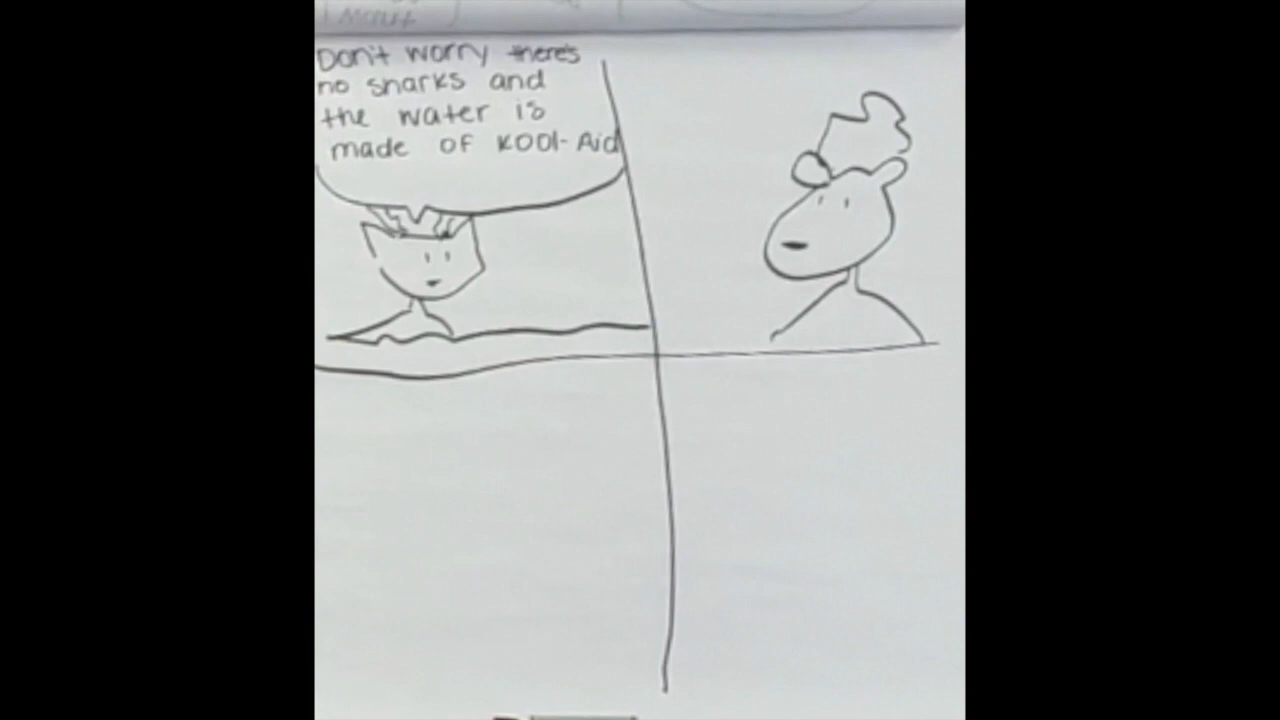 Don't worry there's
no sharks and
the water is
made of Kool-Aid